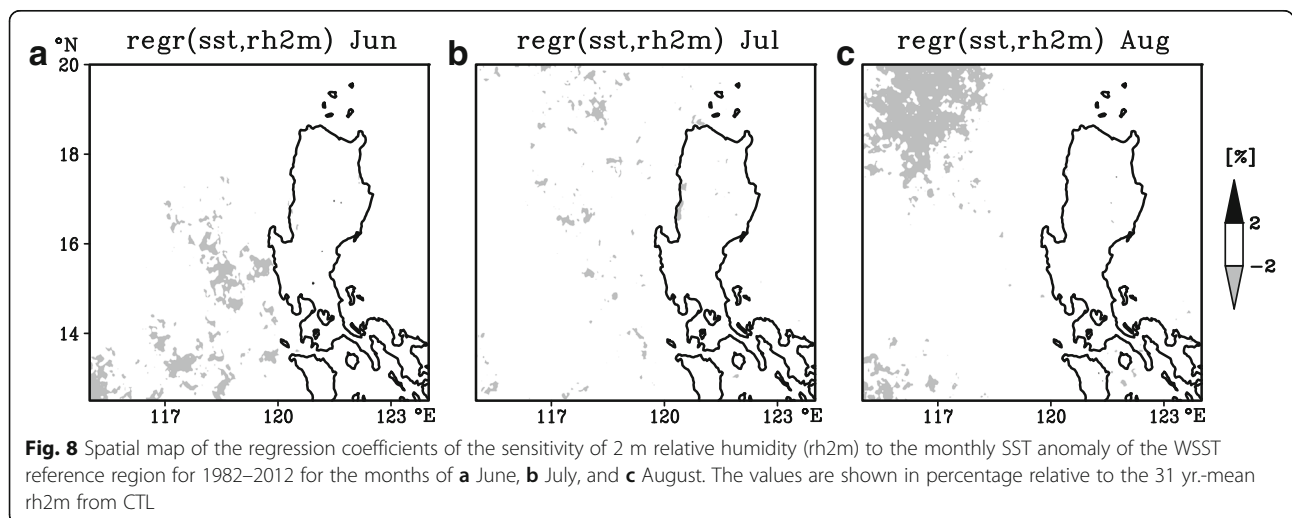 a °N regr(sst,rh2m) Jun
b regr(sst,rh2m) Jul
c regr(sst,rh2m) Aug
20
18
16
14
[%]
2
-2
117 120 123 °E
117 120 123 °E
117 120 123 °E
Fig. 8 Spatial map of the regression coefficients of the sensitivity of 2 m relative humidity (rh2m) to the monthly SST anomaly of the WSST
reference region for 1982–2012 for the months of a June, b July, and c August. The values are shown in percentage relative to the 31 yr.-mean
rh2m from CTL